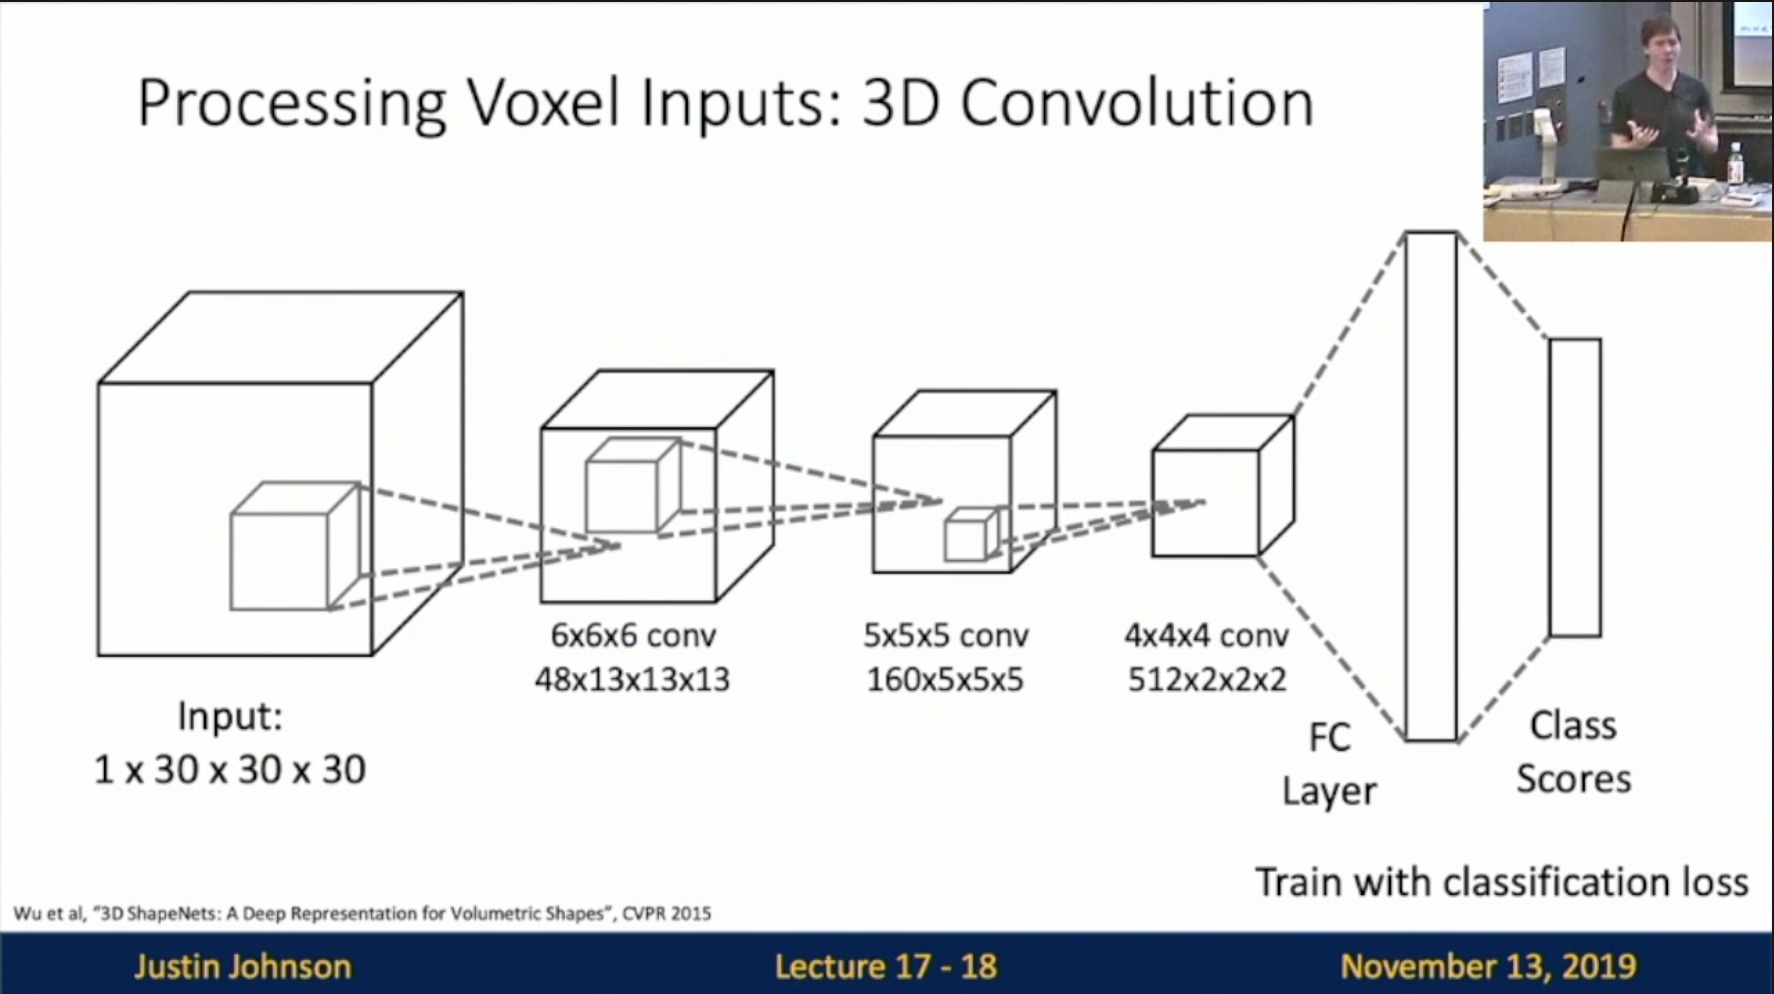 Processing Voxel Inputs: 3D Convolution
Input:
1 x 30 x 30 x 30
6x6x6 conv
48x13x13x13
5x5x5 conv
160x5x5x5
4x4x4 conv
512x2x2x2
FC
Layer
Class
Scores
Train with classification loss
Wu et al, "3D ShapeNets: A Deep Representation for Volumetric Shapes", CVPR 2015
Justin Johnson
Lecture 17 - 18
November 13, 2019